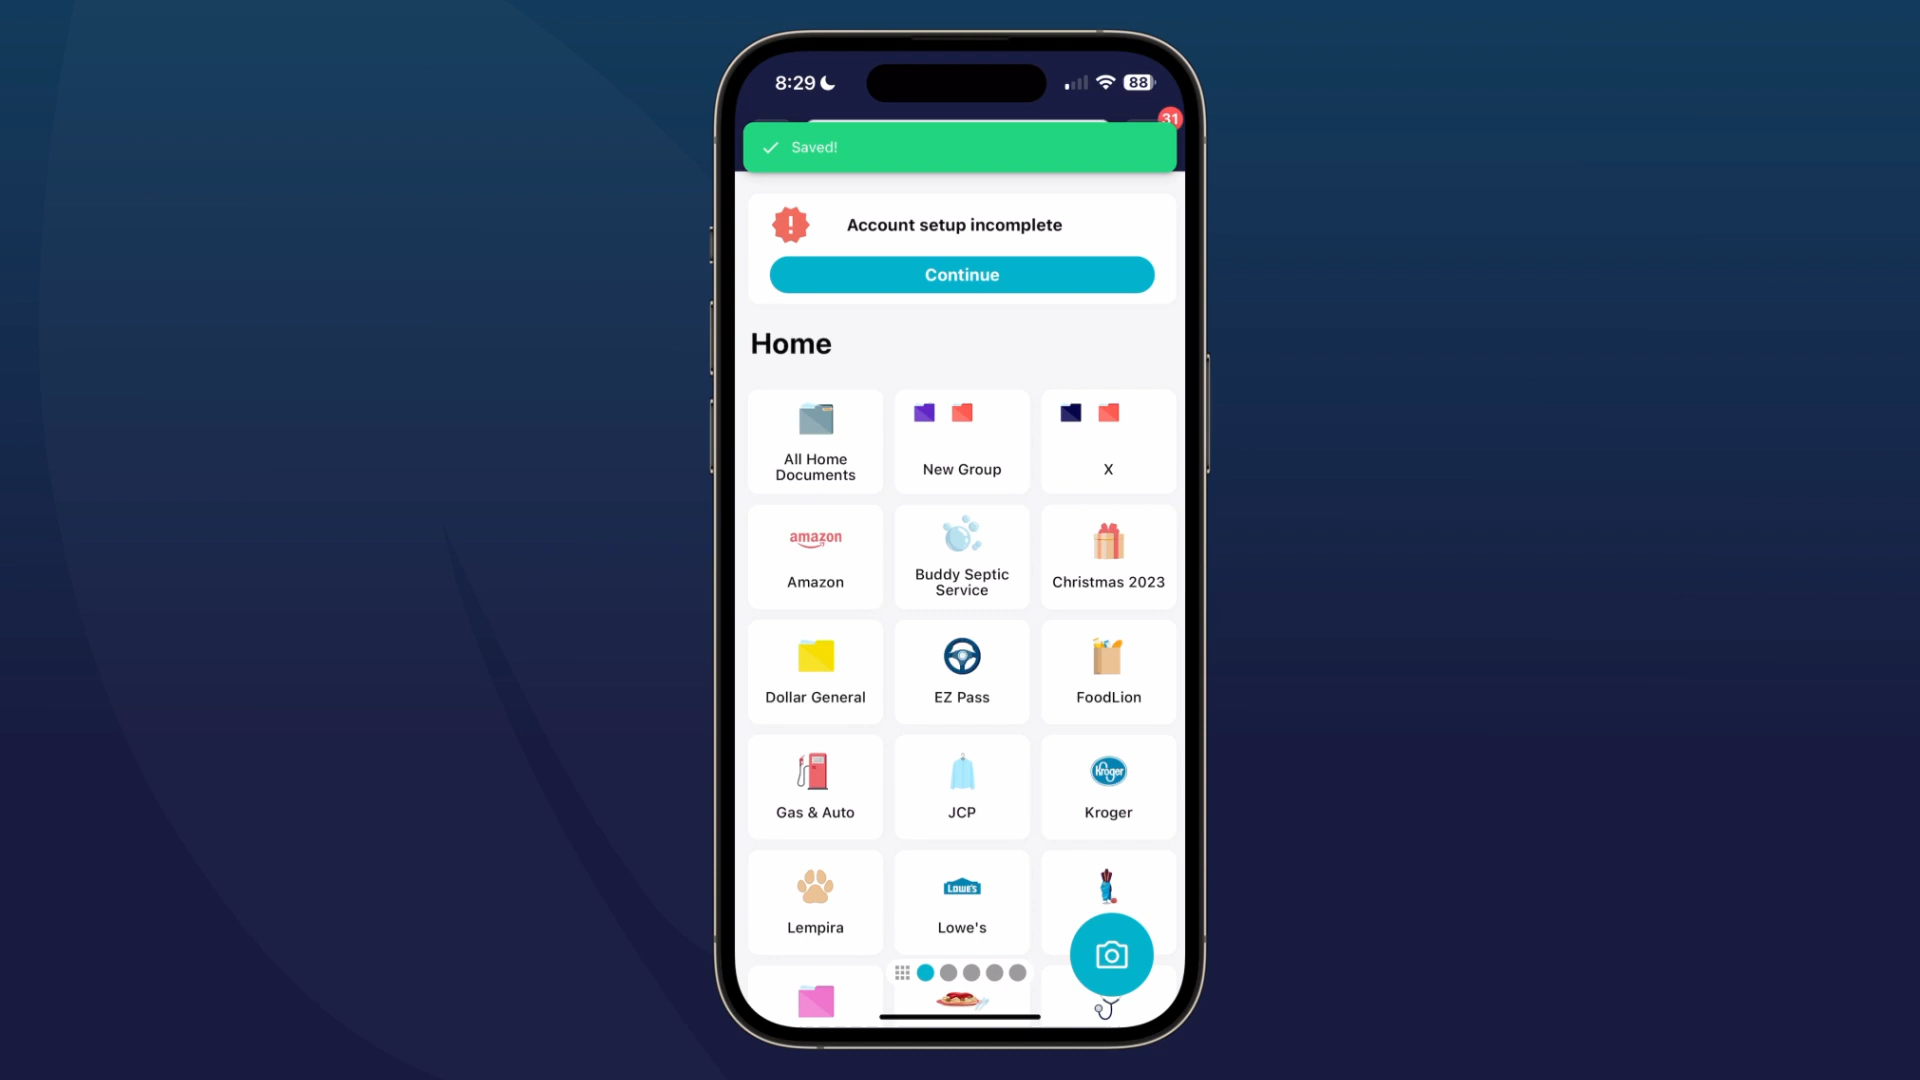 8:29
88
31
Saved!
Account setup incomplete
Continue
Home
All Home
Documents
New Group
X
amazon
Amazon
Buddy Septic
Service
Christmas 2023
Dollar General
EZ Pass
FoodLion
Gas & Auto
JCP
Kroger
Kroger
Lempira
LOWE'S
Lowe's